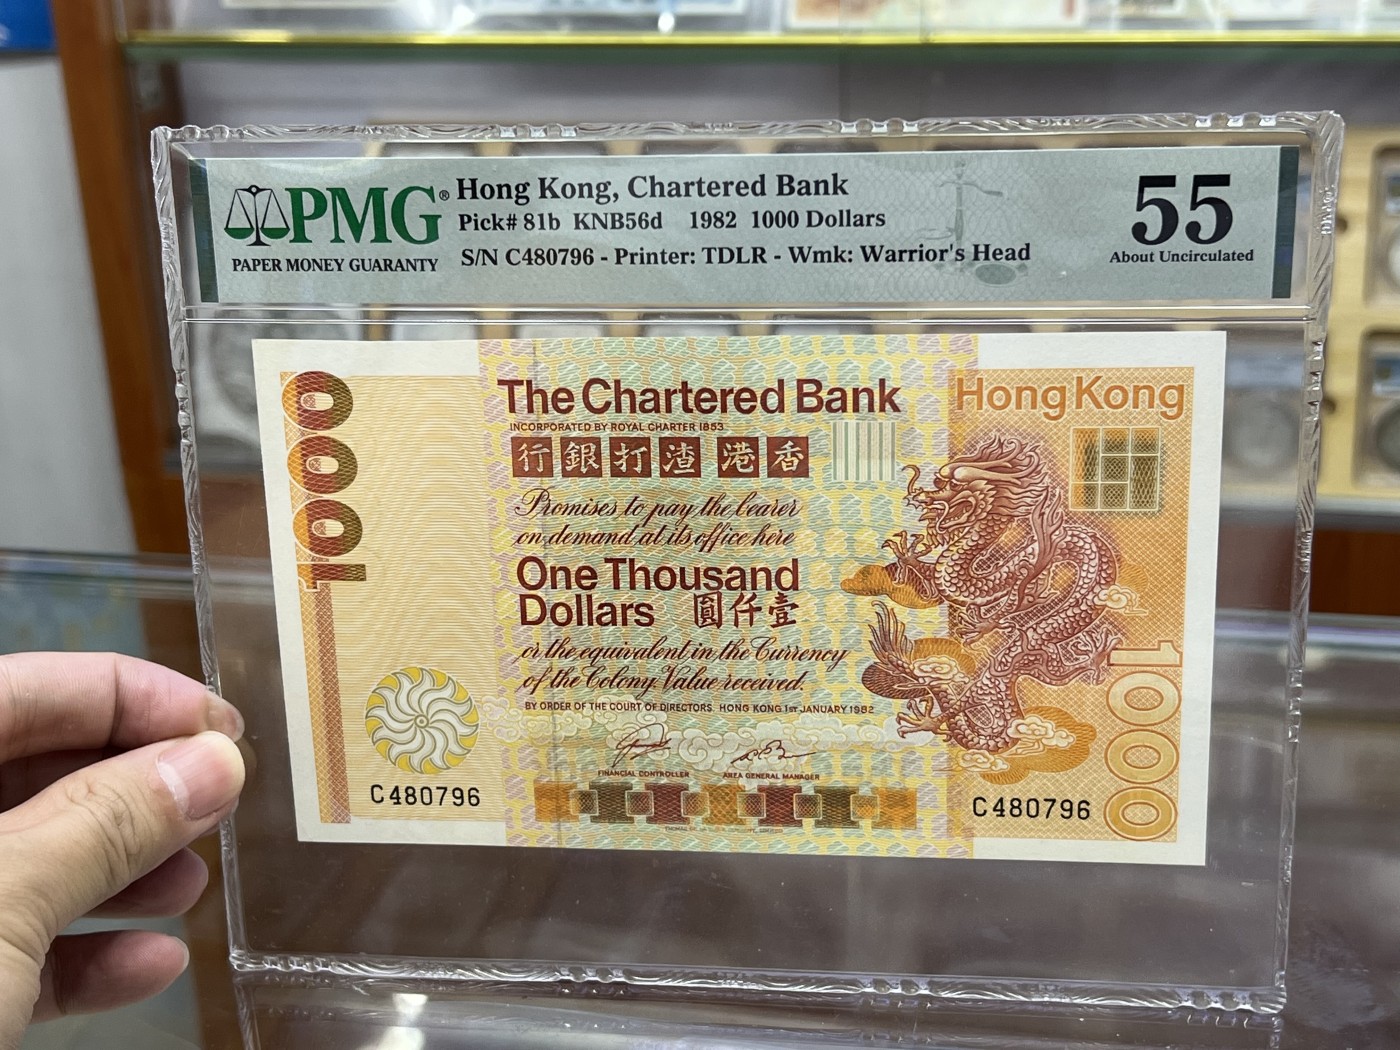 PMG®
PAPER MONEY GUARANTY
Hong Kong, Chartered Bank
Pick# 81b KNB56d 1982 1000 Dollars
S/N C480796 - Printer: TDLR - Wmk: Warrior's Head
55
About Uncirculated
1000
The Chartered Bank
Hong Kong
INCORPORATED BY ROYAL CHARTER 1853
行銀打渣港香
Promises to pay the bearer
on demand at its office here
One Thousand
Dollars 圓仟壹
or the equivalent in the Currency
of the Colony. Value received.
BY ORDER OF THE COURT OF DIRECTORS. HONG KONG 1ST JANUARY 1982
FINANCIAL CONTROLLER
AREA GENERAL MANAGER
C480796
C480796
1000